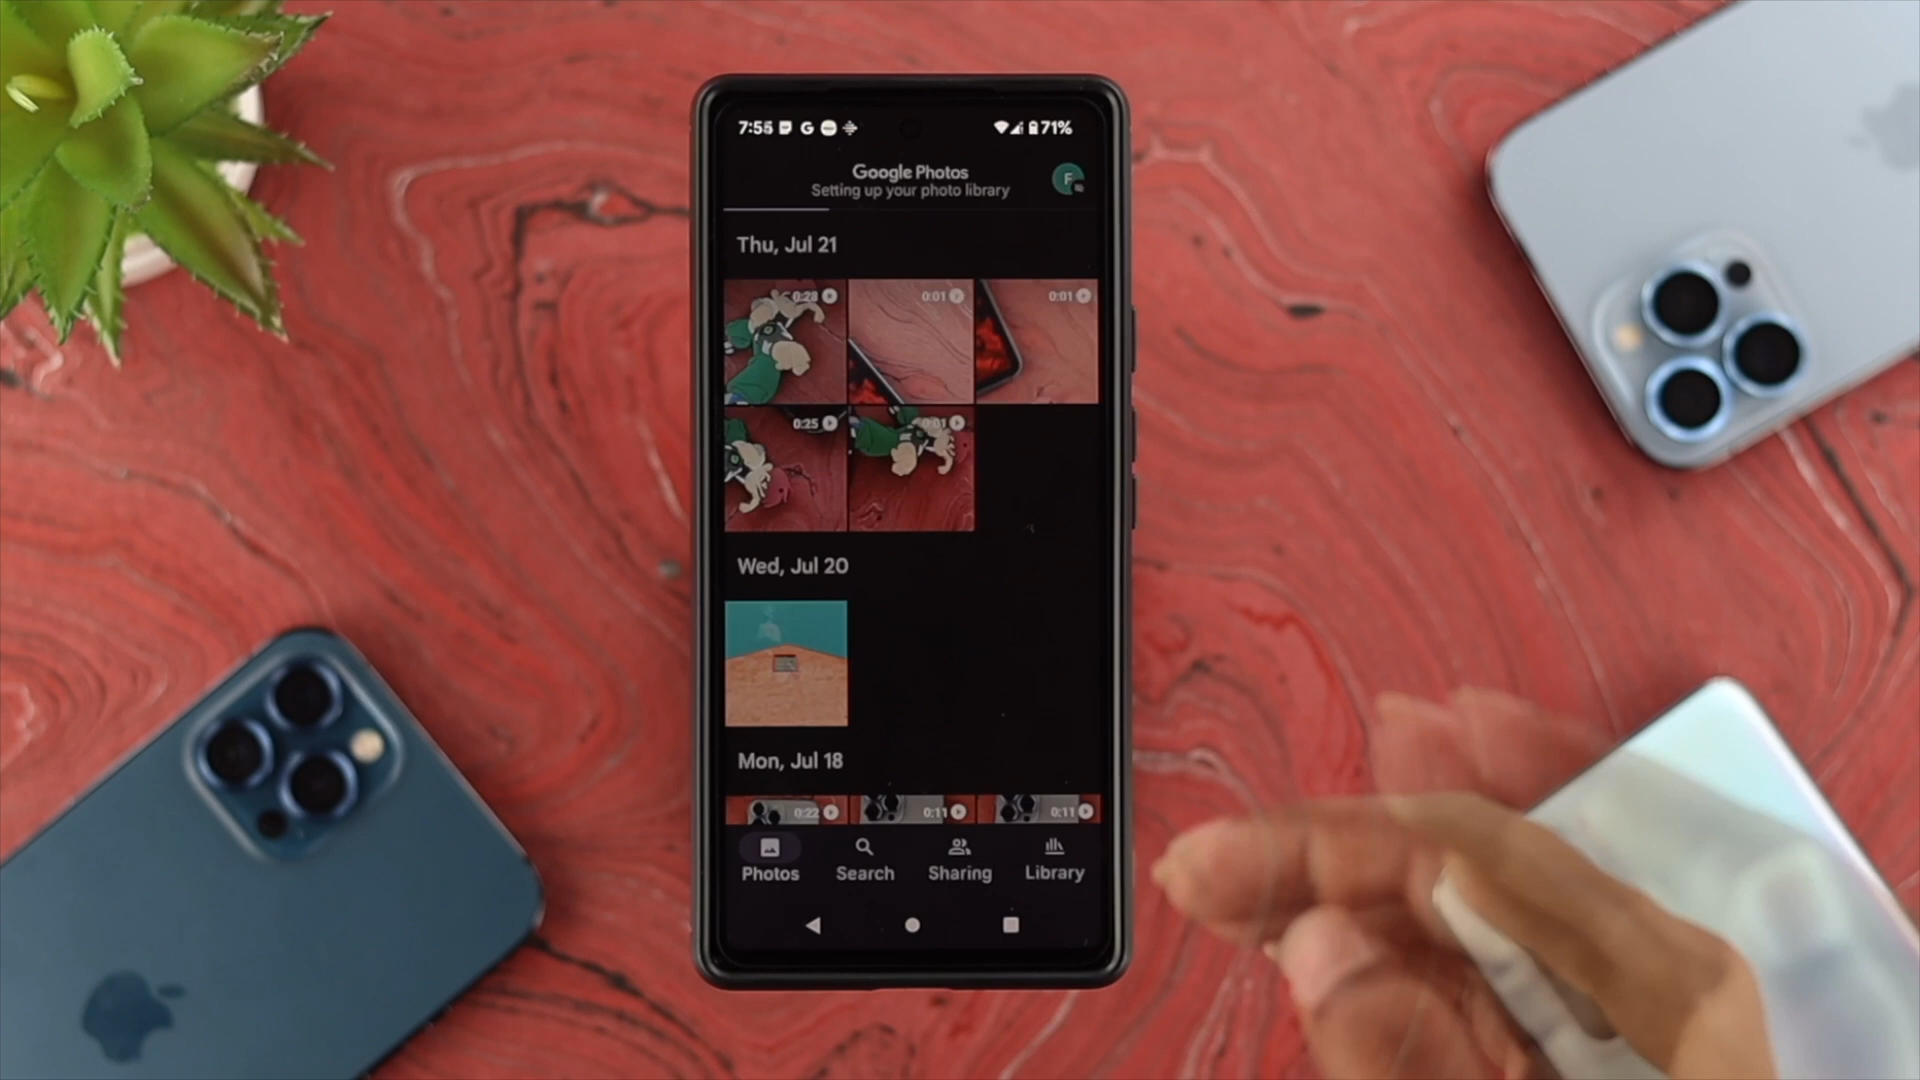 7:55 G 71%
Google Photos
Setting up your photo library
F
Thu, Jul 21
0:28 0:01 0:01
0:25 0:01
Wed, Jul 20
Mon, Jul 18
0:22 0:11 0:11
Photos Search Sharing Library